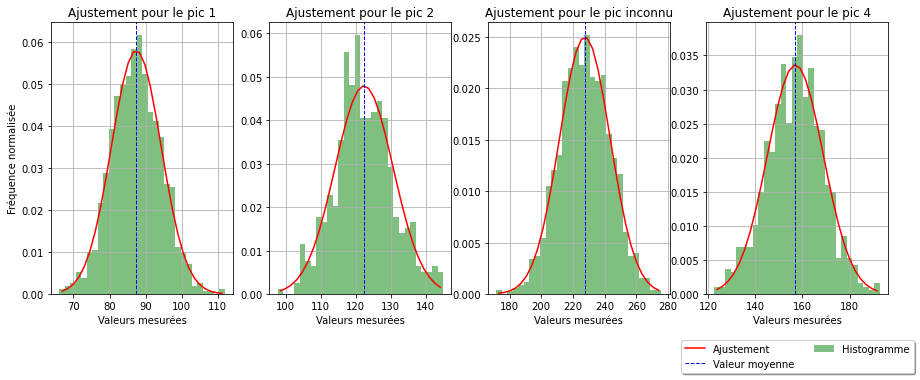 Ajustement pour le pic 1
Ajustement pour le pic 2
Ajustement pour le pic inconnu
Ajustement pour le pic 4
Fréquence normalisée
0.06
0.05
0.04
0.03
0.02
0.01
0.00
70 80 90 100 110
Valeurs mesurées
0.06
0.05
0.04
0.03
0.02
0.01
0.00
100 110 120 130 140
Valeurs mesurées
0.025
0.020
0.015
0.010
0.005
0.000
180 200 220 240 260 280
Valeurs mesurées
0.035
0.030
0.025
0.020
0.015
0.010
0.005
0.000
120 140 160 180
Valeurs mesurées
Ajustement
Valeur moyenne
Histogramme